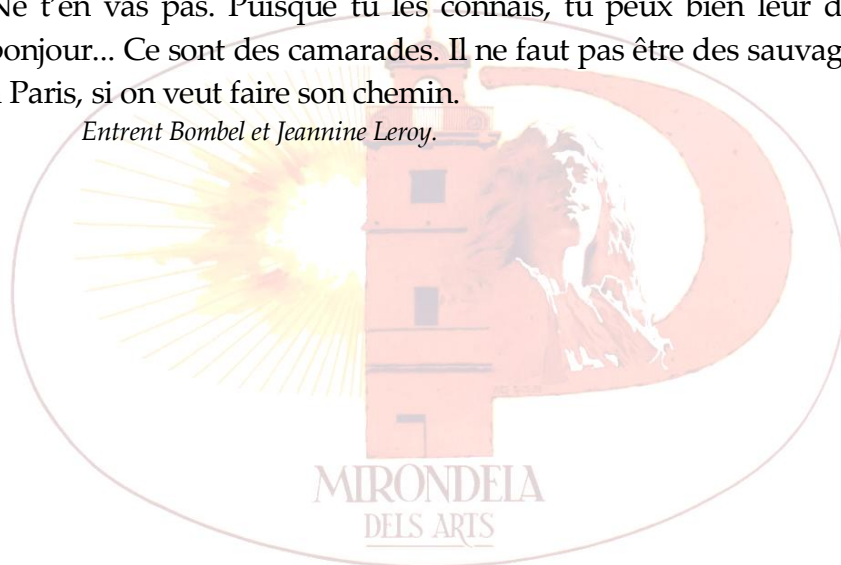 Ne t'en vas pas. Puisque tu les connais, tu peux bien leur d
bonjour... Ce sont des camarades. Il ne faut pas être des sauvag
à Paris, si on veut faire son chemin.
Entrent Bombel et Jeannine Leroy.
MIRONDELA
DELS ARTS